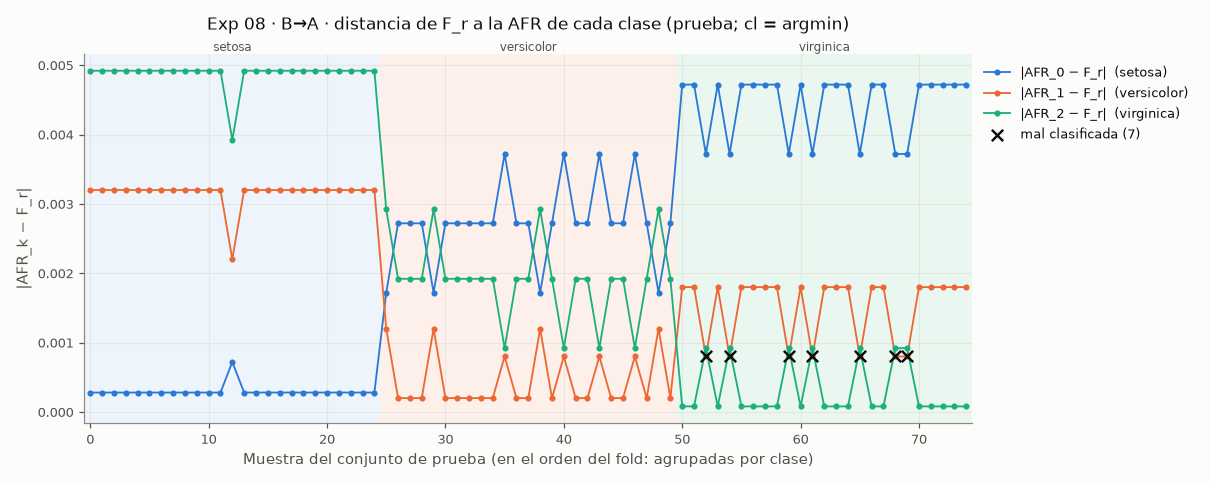 Exp 08 · B→A · distancia de F_r a la AFR de cada clase (prueba; cl = argmin)
setosa
versicolor
virginica
|AFR_k − F_r|
0.005
0.004
0.003
0.002
0.001
0.000
0
10
20
30
40
50
60
70
Muestra del conjunto de prueba (en el orden del fold: agrupadas por clase)
|AFR_0 − F_r| (setosa)
|AFR_1 − F_r| (versicolor)
|AFR_2 − F_r| (virginica)
mal clasificada (7)